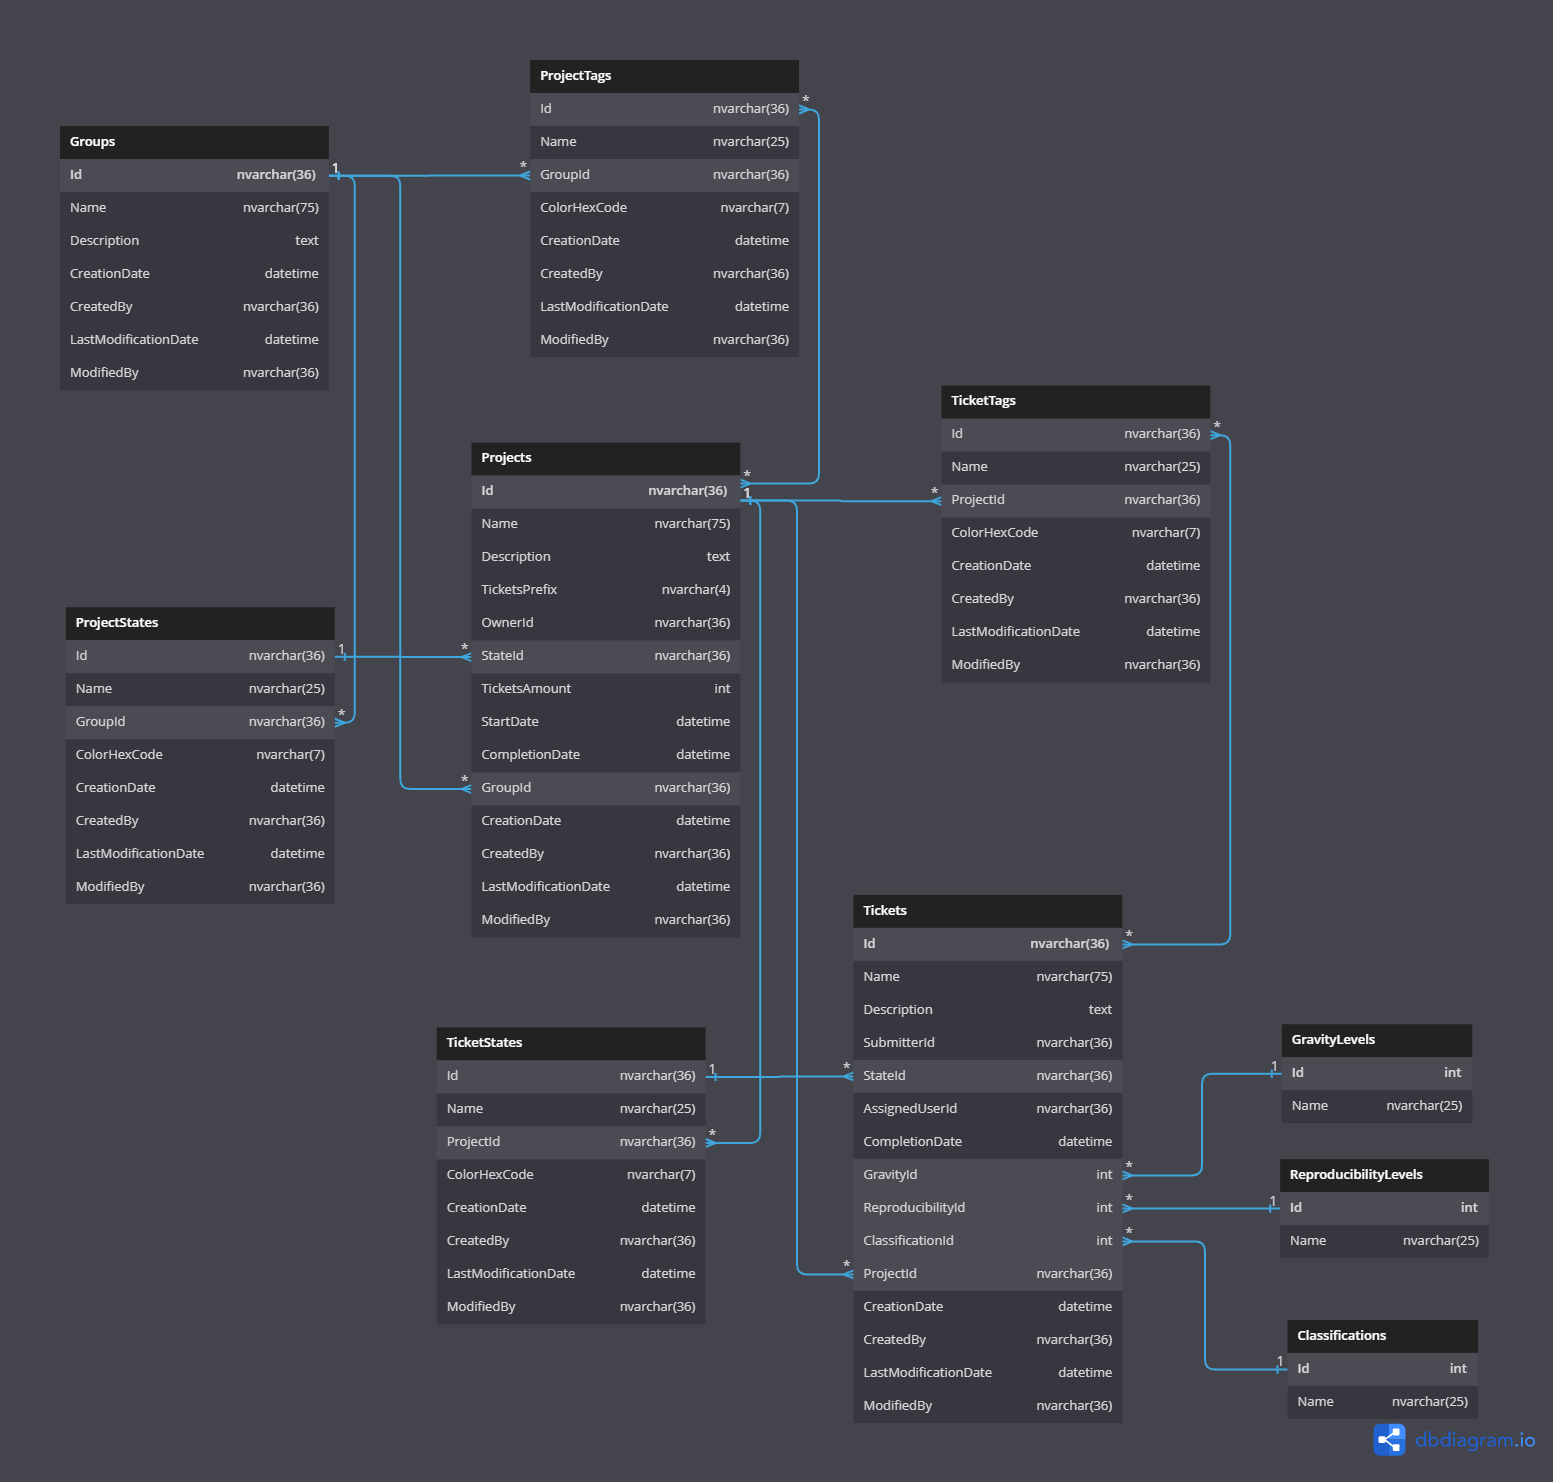 ProjectTags
Id nvarchar(36)
Name nvarchar(25)
GroupId nvarchar(36)
ColorHexCode nvarchar(7)
CreationDate datetime
CreatedBy nvarchar(36)
LastModificationDate datetime
ModifiedBy nvarchar(36)
*
*
Groups
Id nvarchar(36)
Name nvarchar(75)
Description text
CreationDate datetime
CreatedBy nvarchar(36)
LastModificationDate datetime
ModifiedBy nvarchar(36)
1
TicketTags
Id nvarchar(36)
Name nvarchar(25)
ProjectId nvarchar(36)
ColorHexCode nvarchar(7)
CreationDate datetime
CreatedBy nvarchar(36)
LastModificationDate datetime
ModifiedBy nvarchar(36)
*
*
Projects
Id nvarchar(36)
Name nvarchar(75)
Description text
TicketsPrefix nvarchar(4)
OwnerId nvarchar(36)
StateId nvarchar(36)
TicketsAmount int
StartDate datetime
CompletionDate datetime
GroupId nvarchar(36)
CreationDate datetime
CreatedBy nvarchar(36)
LastModificationDate datetime
ModifiedBy nvarchar(36)
*
1
*
*
ProjectStates
Id nvarchar(36)
Name nvarchar(25)
GroupId nvarchar(36)
ColorHexCode nvarchar(7)
CreationDate datetime
CreatedBy nvarchar(36)
LastModificationDate datetime
ModifiedBy nvarchar(36)
1
*
Tickets
Id nvarchar(36)
Name nvarchar(75)
Description text
SubmitterId nvarchar(36)
StateId nvarchar(36)
AssignedUserId nvarchar(36)
CompletionDate datetime
GravityId int
ReproducibilityId int
ClassificationId int
ProjectId nvarchar(36)
CreationDate datetime
CreatedBy nvarchar(36)
LastModificationDate datetime
ModifiedBy nvarchar(36)
*
*
*
*
*
*
TicketStates
Id nvarchar(36)
Name nvarchar(25)
ProjectId nvarchar(36)
ColorHexCode nvarchar(7)
CreationDate datetime
CreatedBy nvarchar(36)
LastModificationDate datetime
ModifiedBy nvarchar(36)
1
*
GravityLevels
Id int
Name nvarchar(25)
1
ReproducibilityLevels
Id int
Name nvarchar(25)
1
Classifications
Id int
Name nvarchar(25)
1
dbdiagram.io